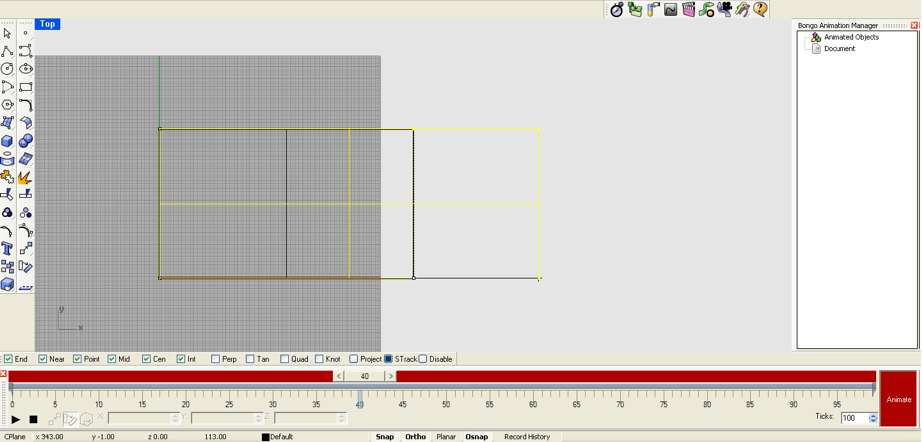 Top
Bongo Animation Manager
Animated Objects
Document
y
x
End Near Point Mid Cen Int Perp Tan Quad Knot Project STrack Disable
< 40 >
0 5 10 15 20 25 30 35 40 45 50 55 60 65 70 75 80 85 90 95
Animate
X: Y: Z: Ticks: 100
CPlane x 343.00 y -1.00 z 0.00 113.00 Default Snap Ortho Planar Osnap Record History